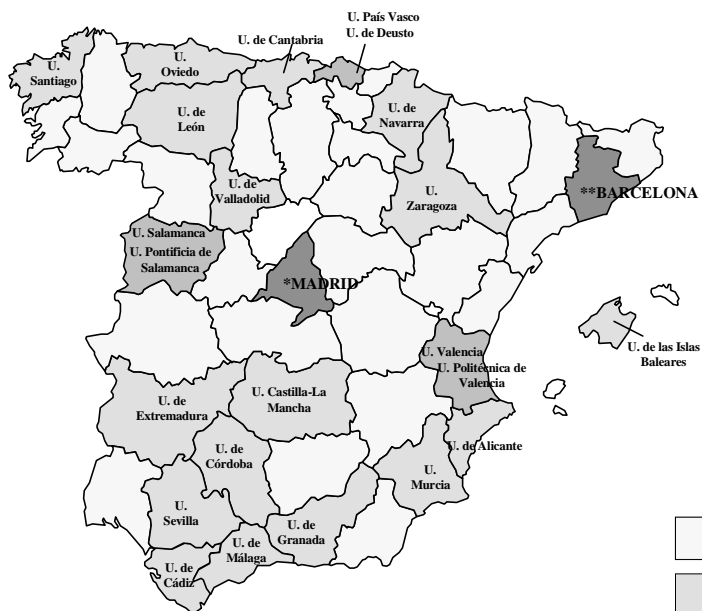 U. País Vasco
U. de Deusto
U. de Cantabria
U.
Santiago
U.
Oviedo
U. de
León
U. de
Navarra
U. de
Valladolid
U.
Zaragoza
**BARCELONA
U. Salamanca
U. Pontificia de
Salamanca
*MADRID
U. de las Islas
Baleares
U. Valencia
U. Politécnica de
Valencia
U. de
Extremadura
U. Castilla-La
Mancha
U. de
Córdoba
U. de Alicante
U.
Murcia
U.
Sevilla
U. de
Granada
U. de
Málaga
U. de
Cádiz